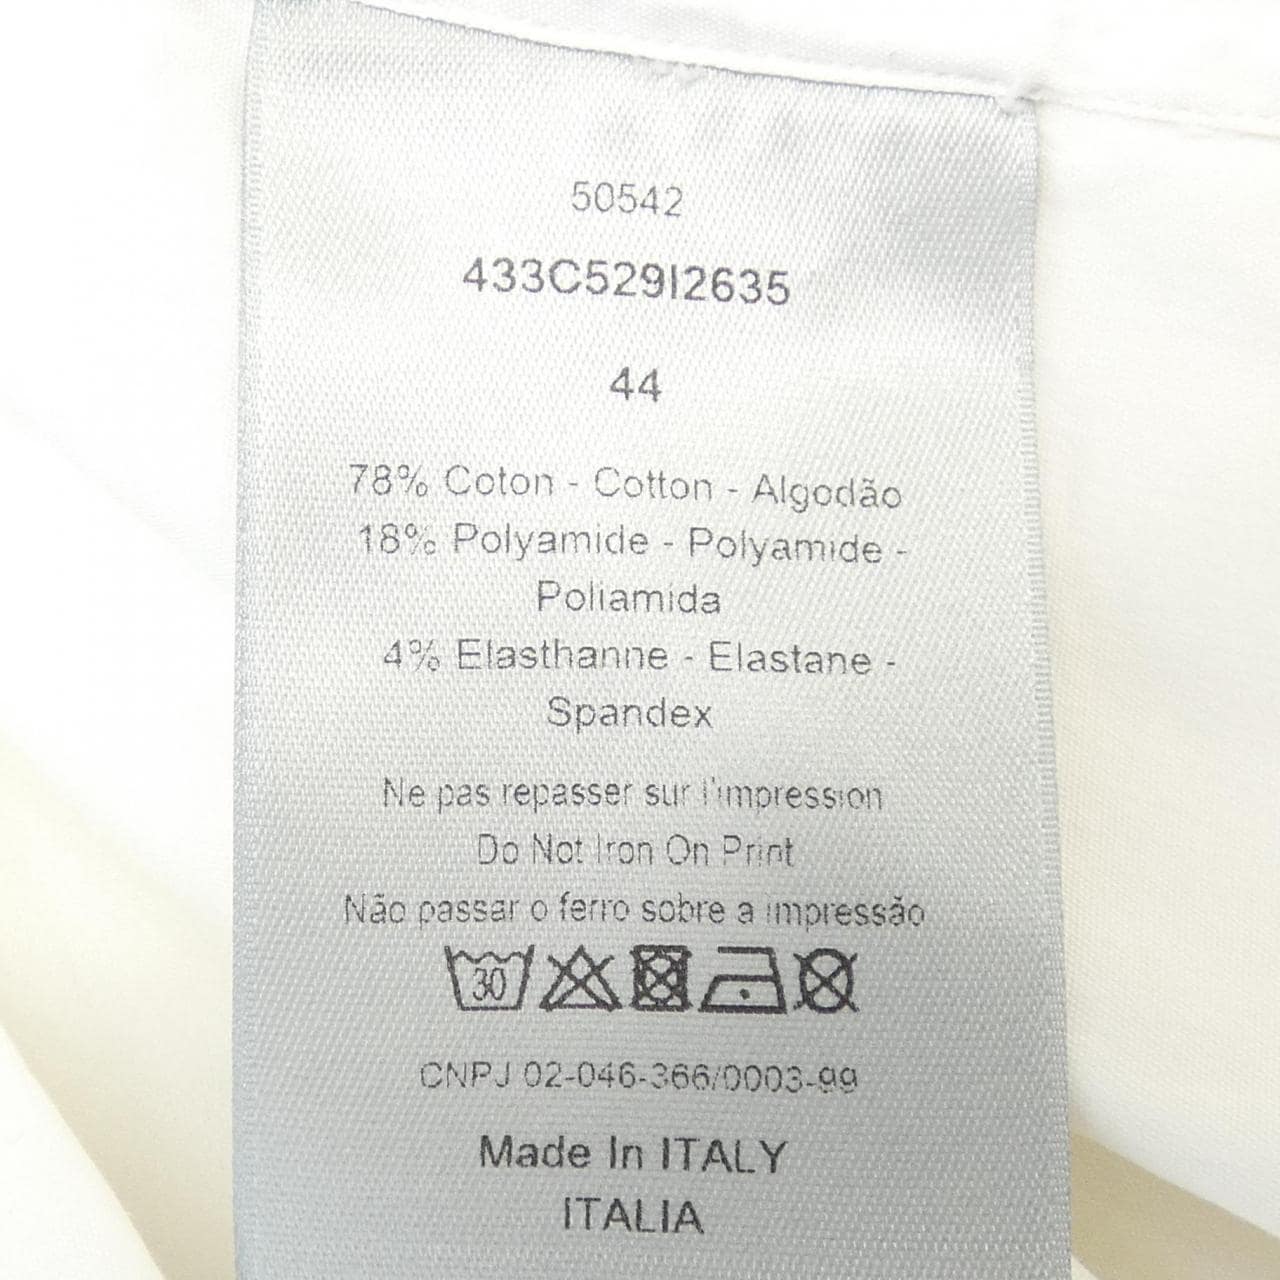 50542
433C529I2635
44
78% Coton - Cotton - Algodão
18% Polyamide - Polyamide -
Poliamida
4% Elasthanne - Elastane -
Spandex
Ne pas repasser sur l'impression
Do Not Iron On Print
Não passar o ferro sobre a impressão
30
CNPJ 02-046-366/0003-99
Made In ITALY
ITALIA